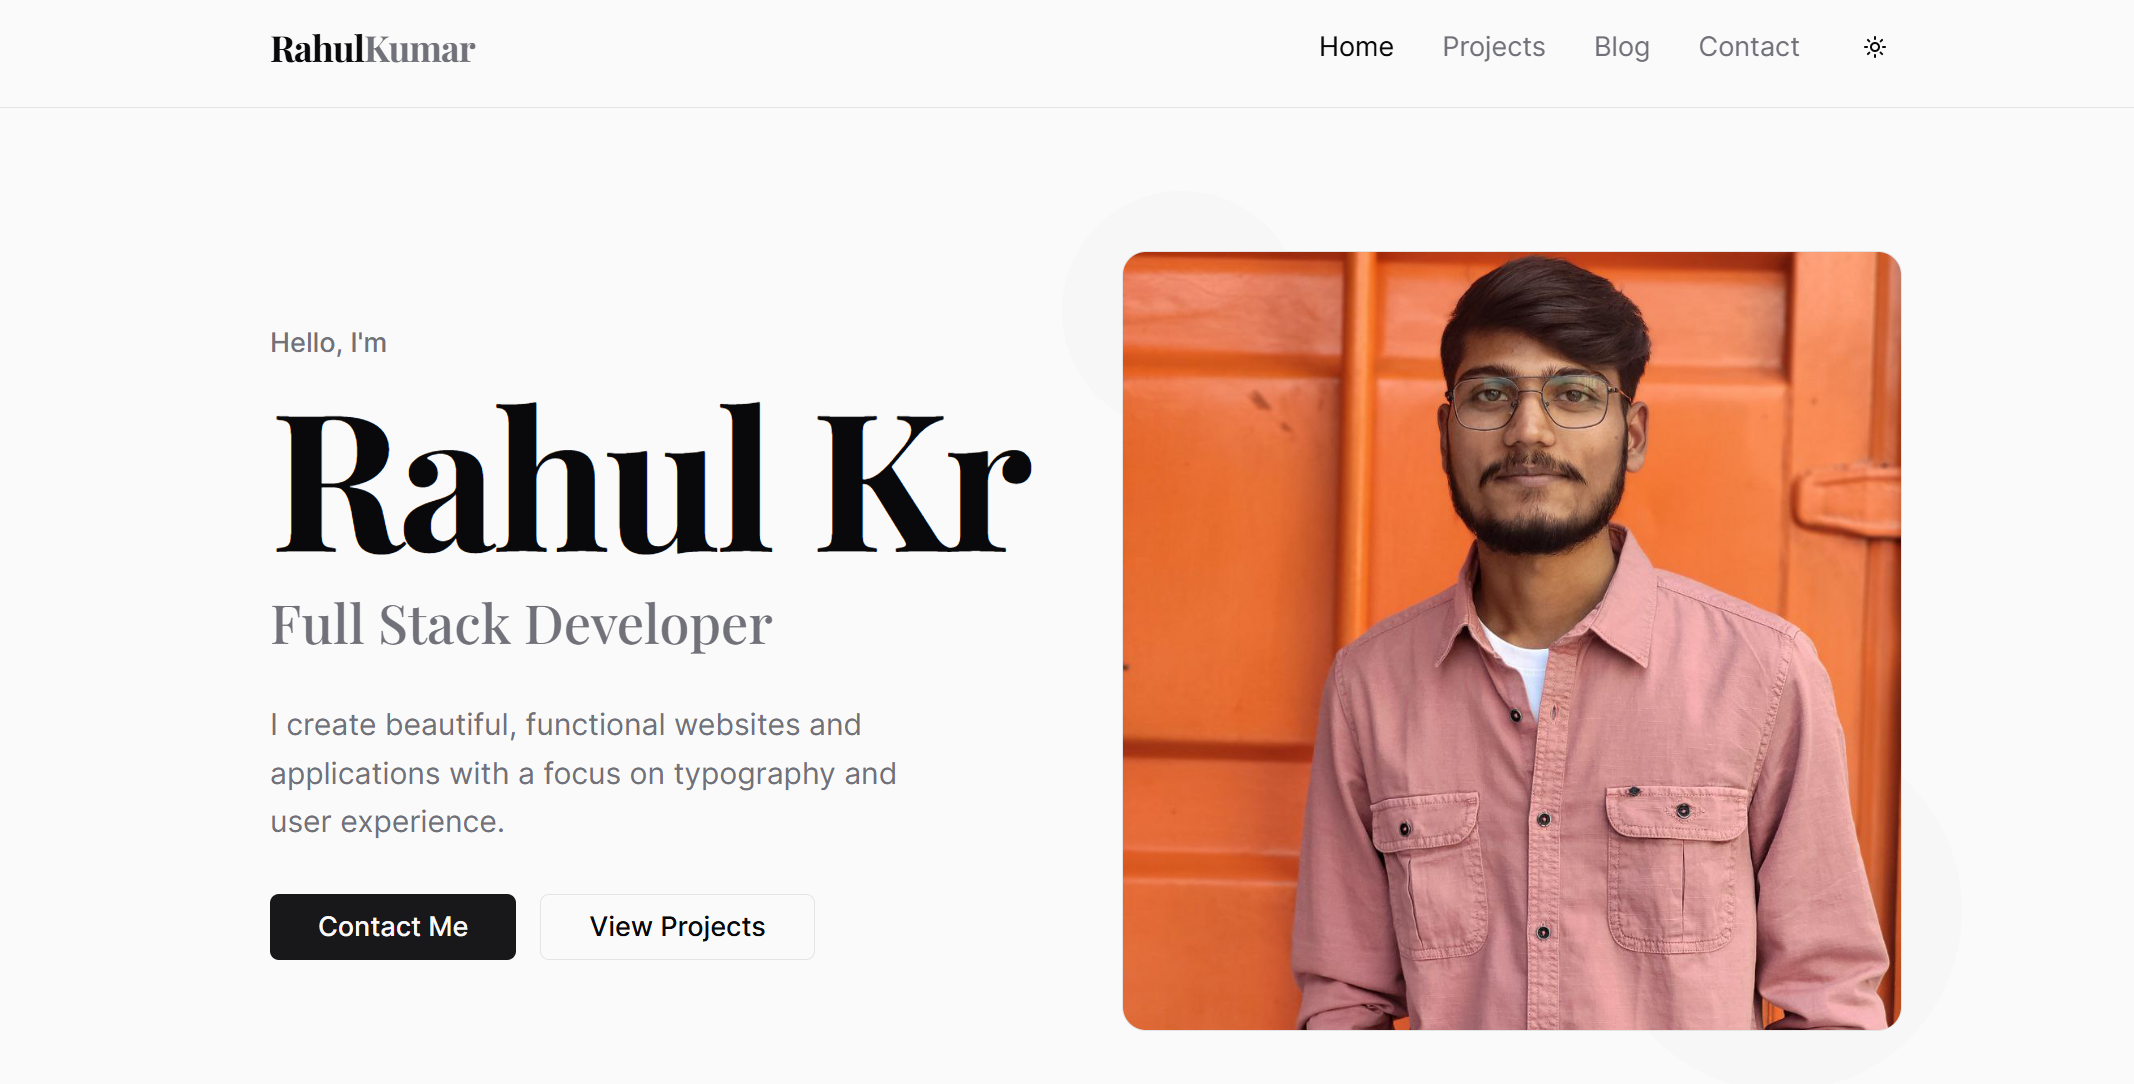 RahulKumar
Home Projects Blog Contact
Hello, I'm
Rahul Kr
Full Stack Developer
I create beautiful, functional websites and
applications with a focus on typography and
user experience.
Contact Me View Projects